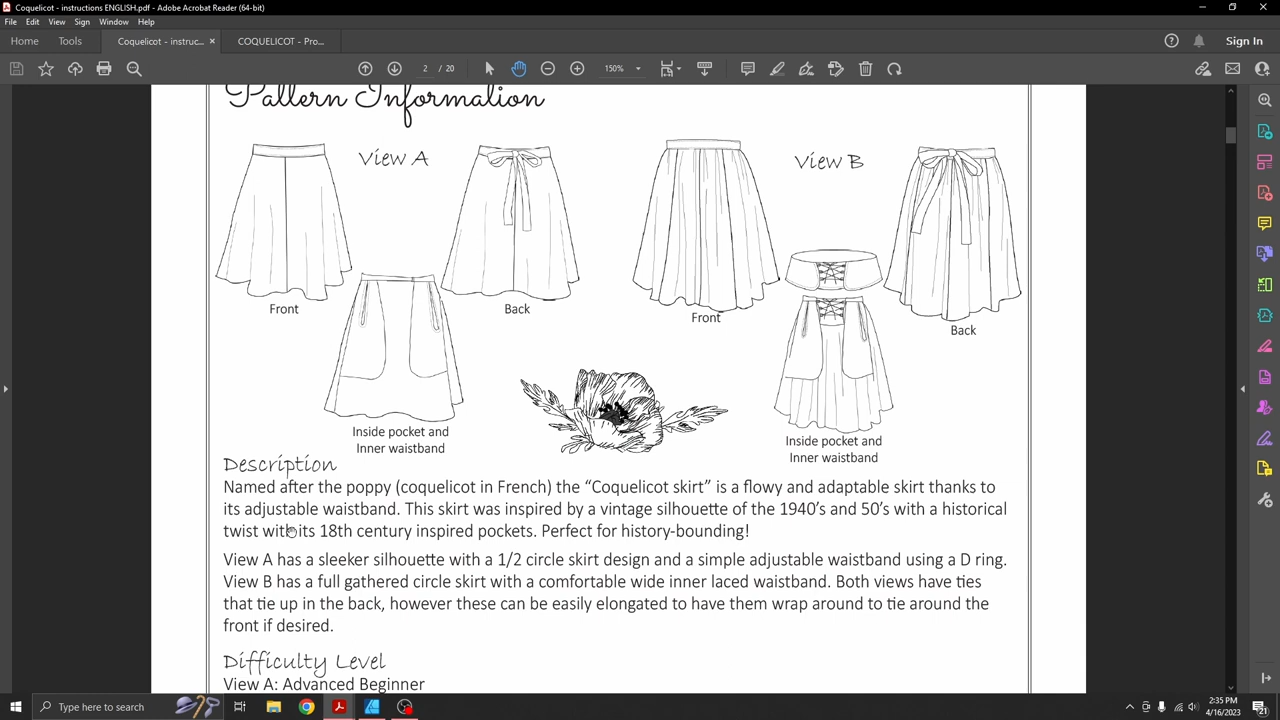 Coquelicot - instructions ENGLISH.pdf - Adobe Acrobat Reader (64-bit)
File Edit View Sign Window Help
Home Tools Coquelicot - instruc... × COQUELICOT - Pro... Sign In
2 / 20 150%
Pattern Information
View A View B
Front Back Front Back
Inside pocket and
Inner waistband
Inside pocket and
Inner waistband
Description
Named after the poppy (coquelicot in French) the “Coquelicot skirt” is a flowy and adaptable skirt thanks to
its adjustable waistband. This skirt was inspired by a vintage silhouette of the 1940’s and 50’s with a historical
twist with its 18th century inspired pockets. Perfect for history-bounding!
View A has a sleeker silhouette with a 1/2 circle skirt design and a simple adjustable waistband using a D ring.
View B has a full gathered circle skirt with a comfortable wide inner laced waistband. Both views have ties
that tie up in the back, however these can be easily elongated to have them wrap around to tie around the
front if desired.
Difficulty Level
View A: Advanced Beginner
Type here to search
2:35 PM
4/16/2023
21